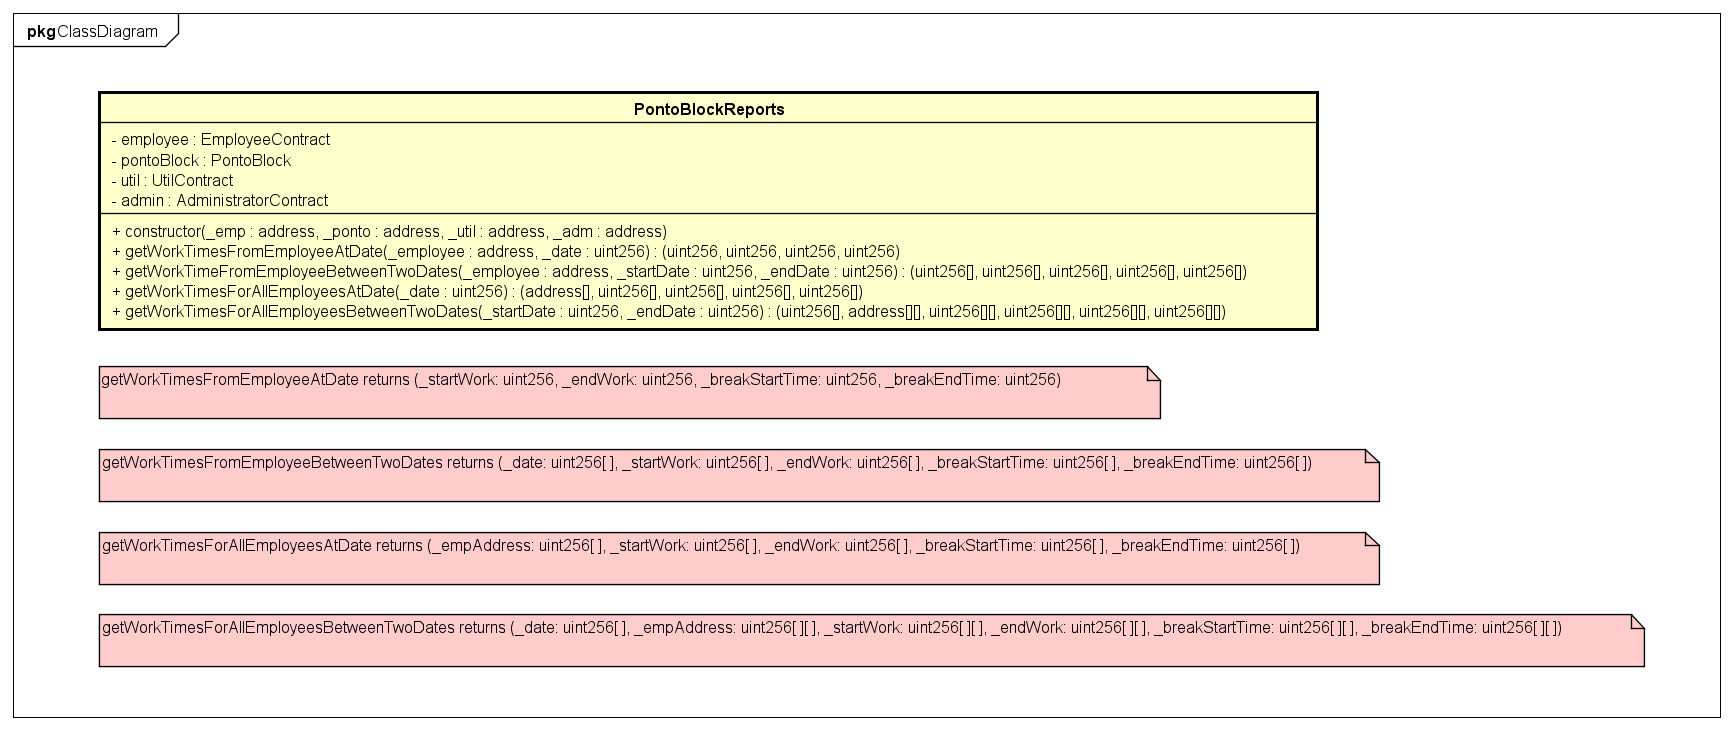 pkg ClassDiagram
PontoBlockReports
- employee : EmployeeContract
- pontoBlock : PontoBlock
- util : UtilContract
- admin : AdministratorContract
+ constructor(_emp : address, _ponto : address, _util : address, _adm : address)
+ getWorkTimesFromEmployeeAtDate(_employee : address, _date : uint256) : (uint256, uint256, uint256, uint256)
+ getWorkTimeFromEmployeeBetweenTwoDates(_employee : address, _startDate : uint256, _endDate : uint256) : (uint256[], uint256[], uint256[], uint256[], uint256[])
+ getWorkTimesForAllEmployeesAtDate(_date : uint256) : (address[], uint256[], uint256[], uint256[], uint256[])
+ getWorkTimesForAllEmployeesBetweenTwoDates(_startDate : uint256, _endDate : uint256) : (uint256[], address[][], uint256[][], uint256[][], uint256[][], uint256[][])
getWorkTimesFromEmployeeAtDate returns (_startWork: uint256, _endWork: uint256, _breakStartTime: uint256, _breakEndTime: uint256)
getWorkTimesFromEmployeeBetweenTwoDates returns (_date: uint256[ ], _startWork: uint256[ ], _endWork: uint256[ ], _breakStartTime: uint256[ ], _breakEndTime: uint256[ ])
getWorkTimesForAllEmployeesAtDate returns (_empAddress: uint256[ ], _startWork: uint256[ ], _endWork: uint256[ ], _breakStartTime: uint256[ ], _breakEndTime: uint256[ ])
getWorkTimesForAllEmployeesBetweenTwoDates returns (_date: uint256[ ], _empAddress: uint256[ ][ ], _startWork: uint256[ ][ ], _endWork: uint256[ ][ ], _breakStartTime: uint256[ ][ ], _breakEndTime: uint256[ ][ ])